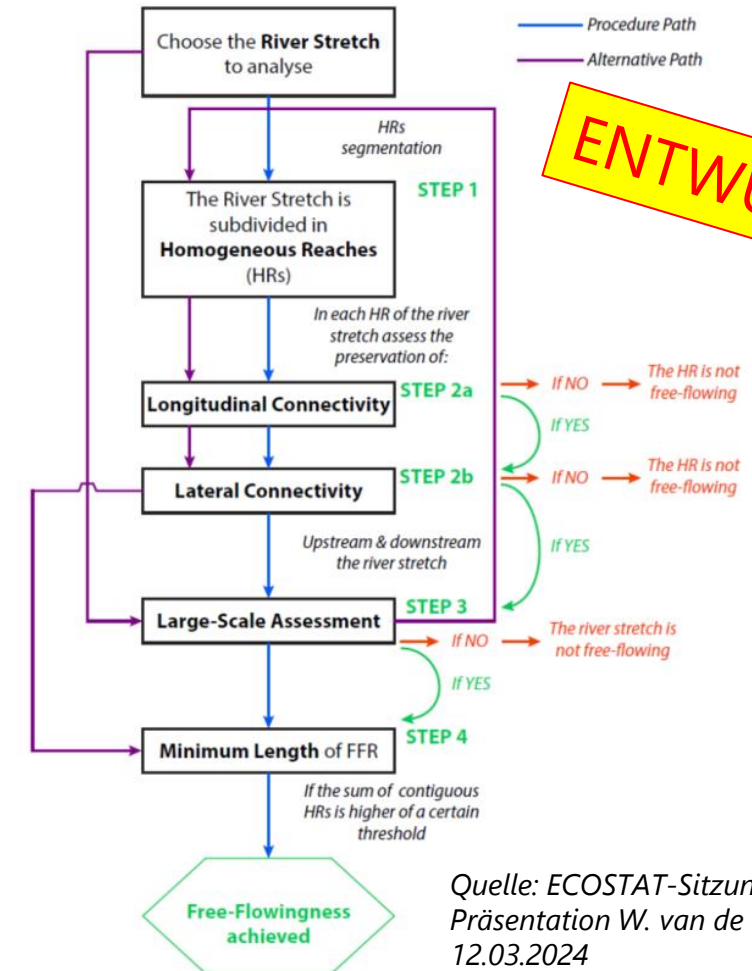 Choose the River Stretch
to analyse
Procedure Path
Alternative Path
HRs
segmentation
STEP 1
The River Stretch is
subdivided in
Homogeneous Reaches
(HRs)
In each HR of the river
stretch assess the
preservation of:
STEP 2a
Longitudinal Connectivity
If NO
The HR is not
free-flowing
If YES
STEP 2b
Lateral Connectivity
If NO
The HR is not
free-flowing
If YES
Upstream & downstream
the river stretch
STEP 3
Large-Scale Assessment
If NO
The river stretch is
not free-flowing
If YES
STEP 4
Minimum Length of FFR
If the sum of contiguous
HRs is higher of a certain
threshold
Free-Flowingness
achieved
Quelle: ECOSTAT-Sitzun
Präsentation W. van de
12.03.2024